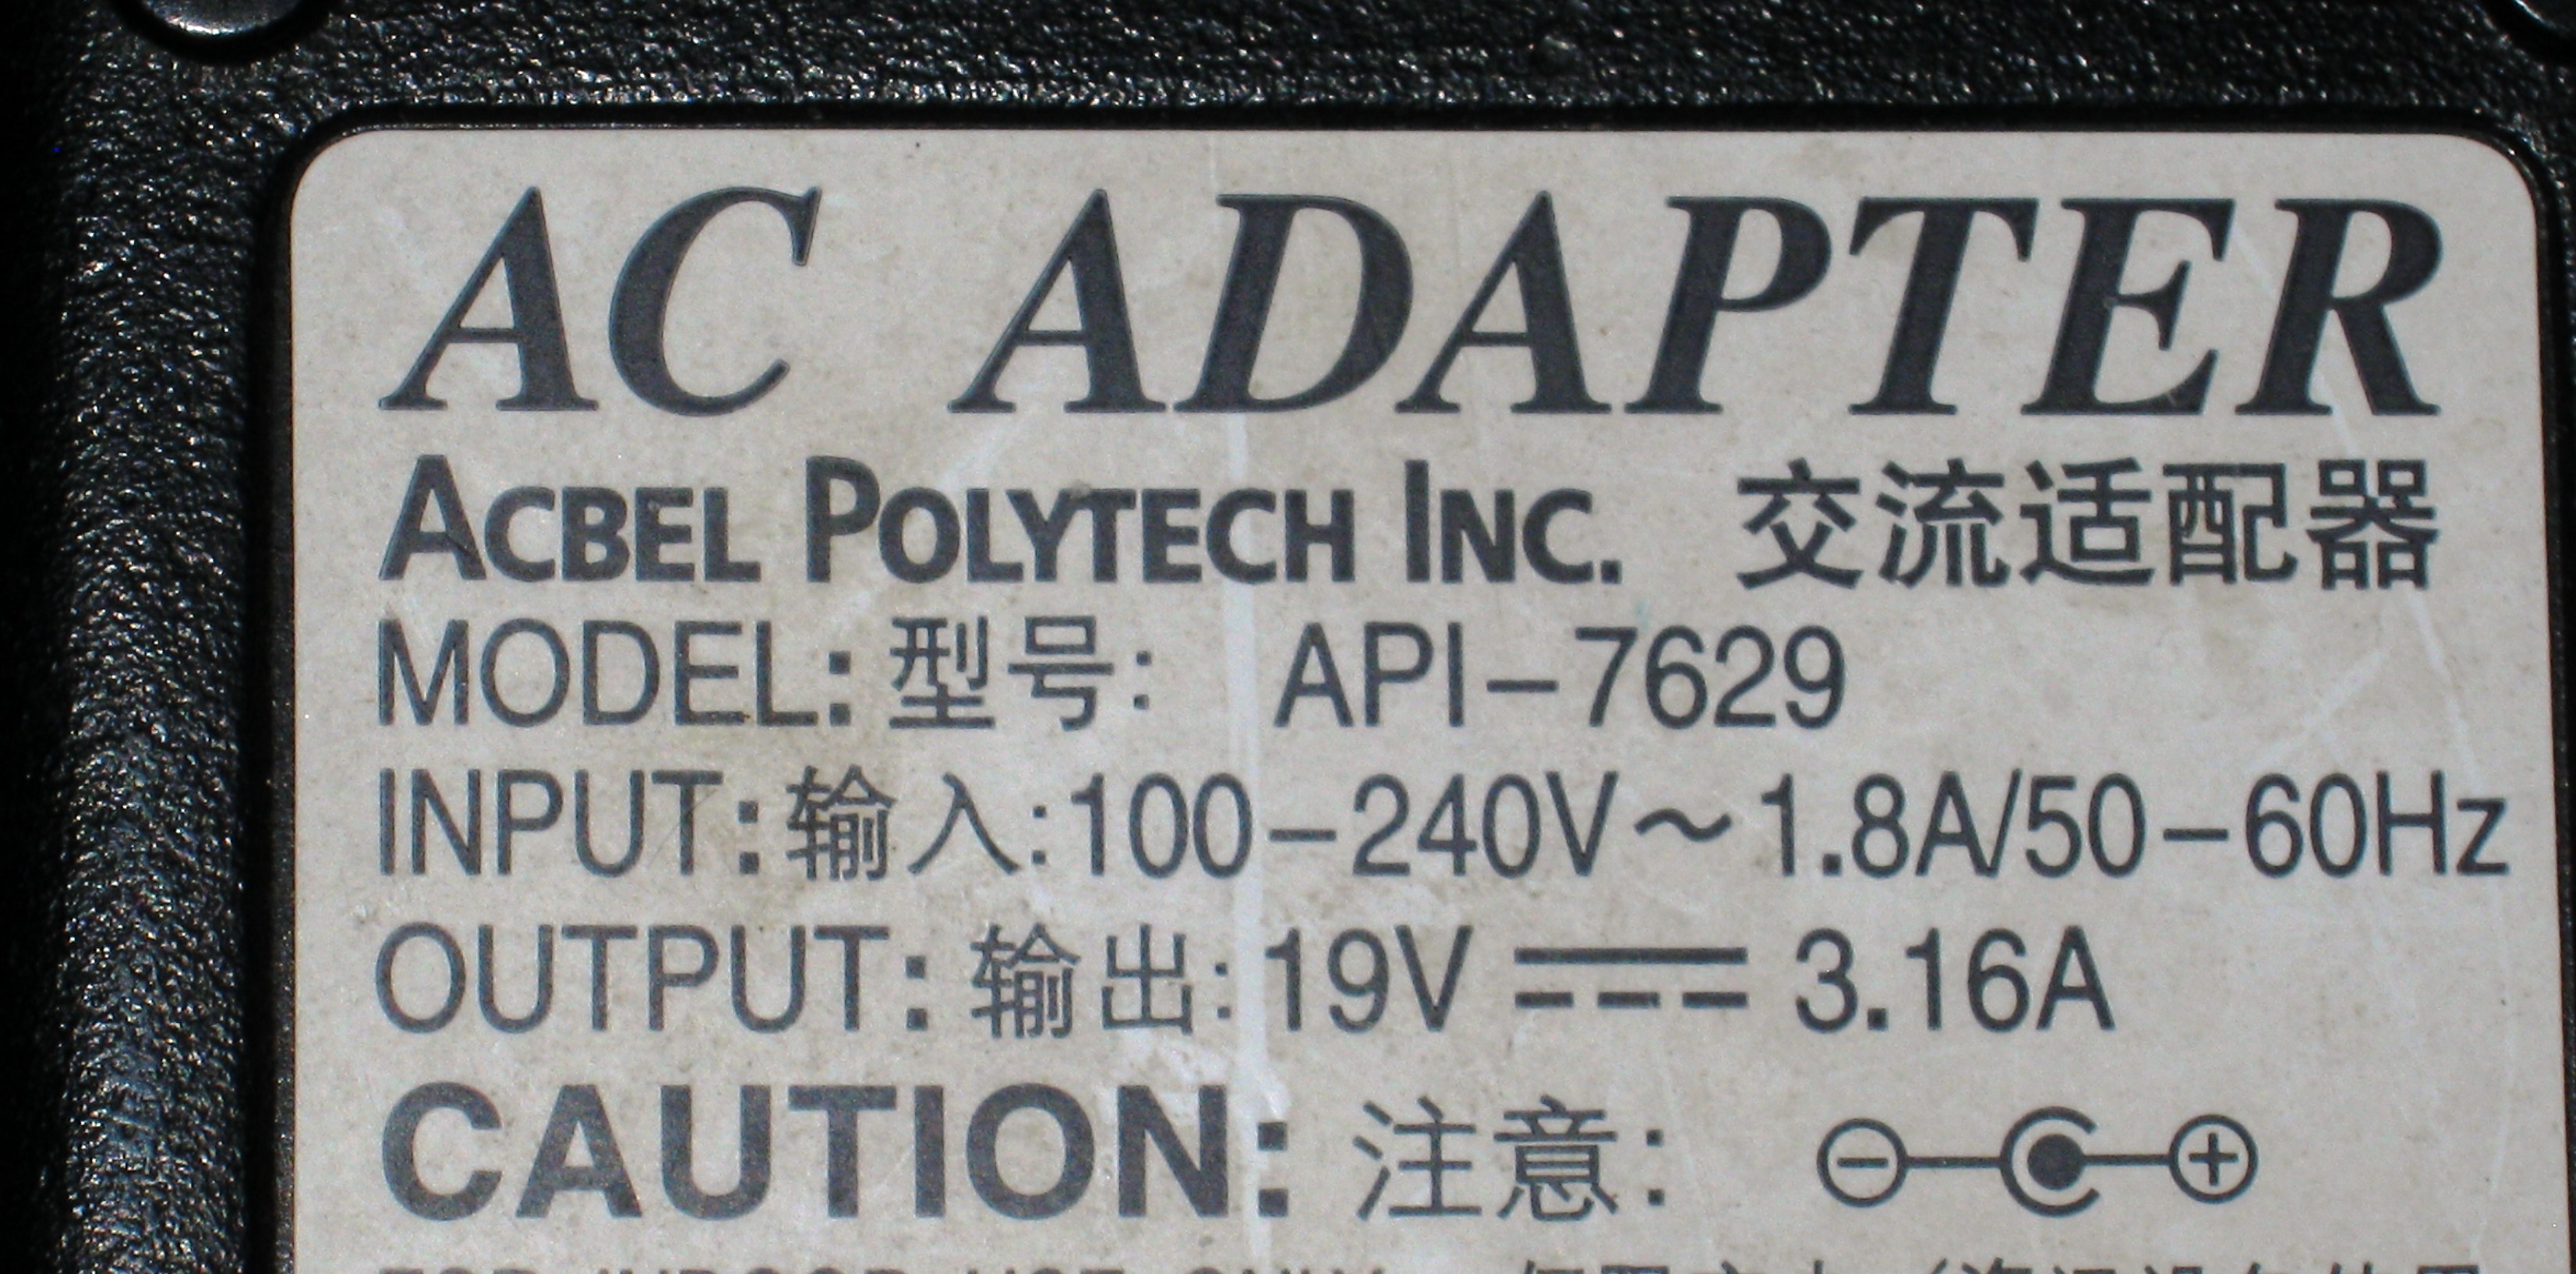 AC ADAPTER
ACBEL POLYTECH INC. 交流适配器
MODEL: 型号: API-7629
INPUT: 输入:100-240V~1.8A/50-60Hz
OUTPUT: 输出:19V ⎓ 3.16A
CAUTION: 注意: